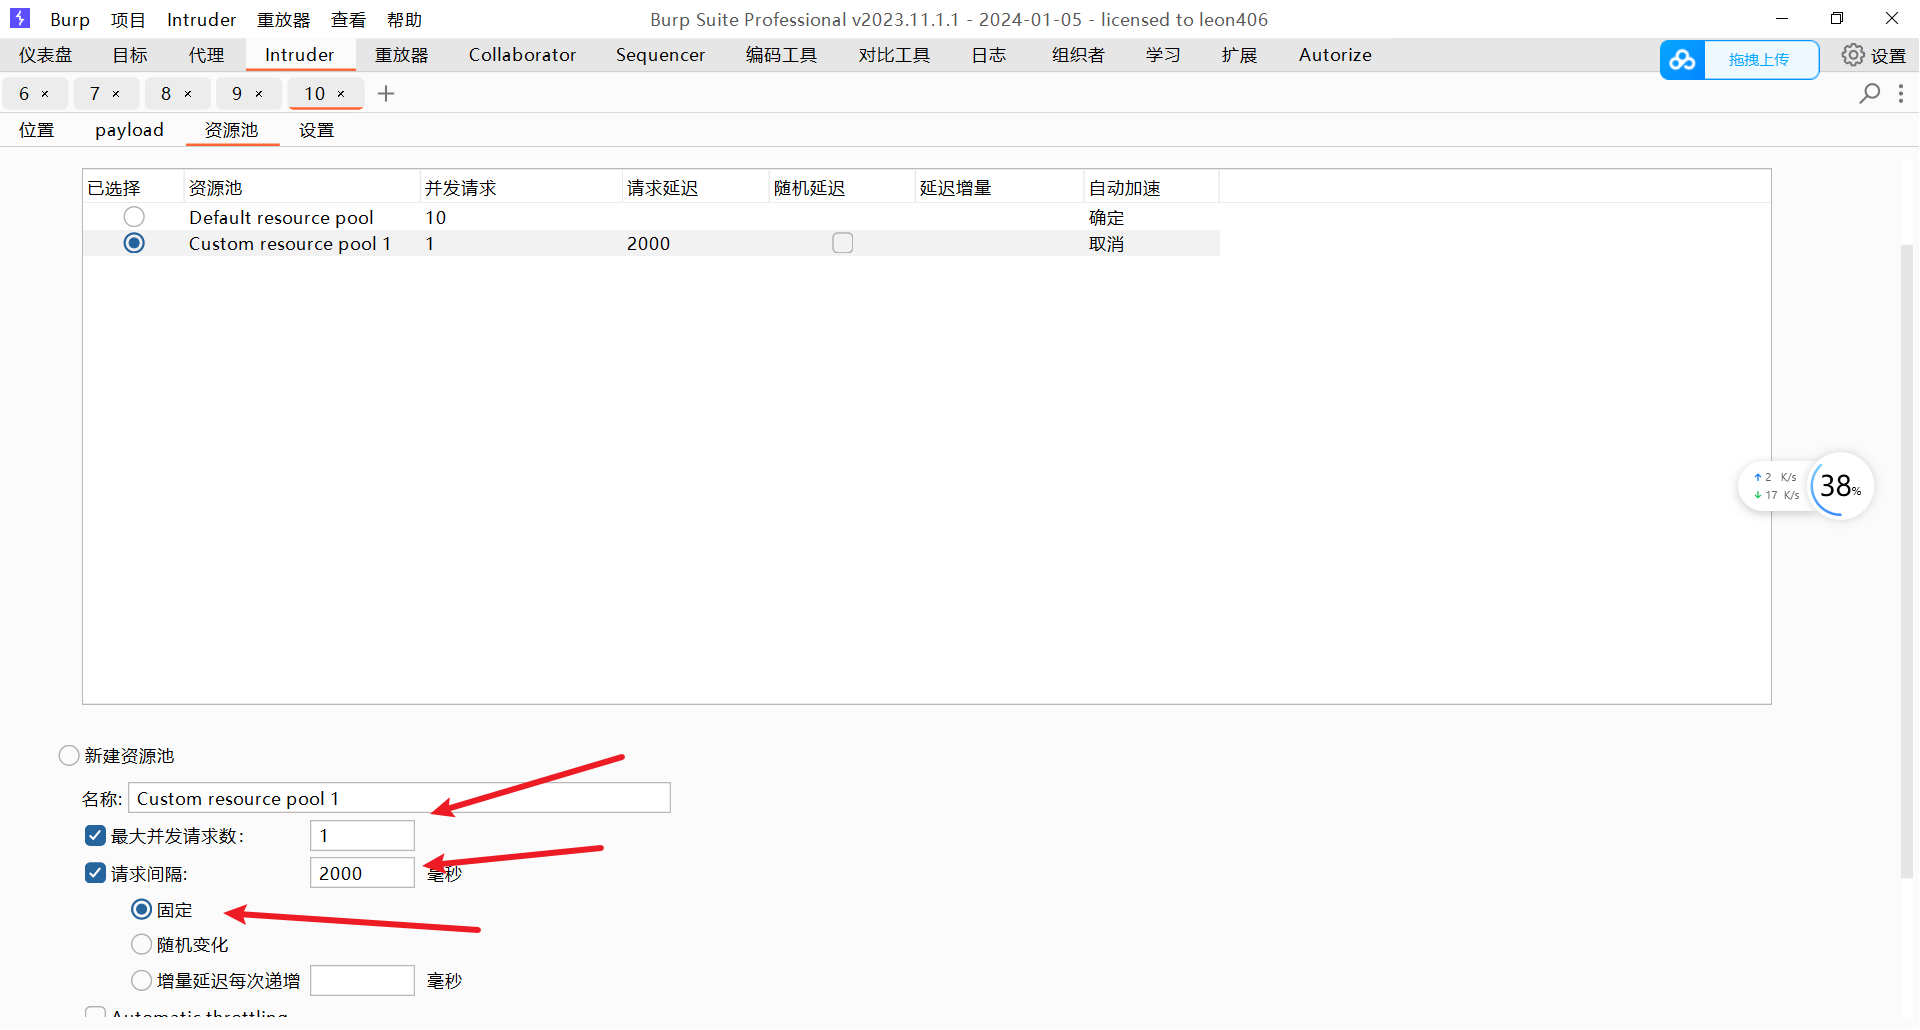 Burp 项目 Intruder 重放器 查看 帮助 Burp Suite Professional v2023.11.1.1 - 2024-01-05 - licensed to leon406
仪表盘 目标 代理 Intruder 重放器 Collaborator Sequencer 编码工具 对比工具 日志 组织者 学习 扩展 Autorize 拖拽上传 设置
6 × 7 × 8 × 9 × 10 × +
位置 payload 资源池 设置
已选择 资源池 并发请求 请求延迟 随机延迟 延迟增量 自动加速
Default resource pool 10 确定
Custom resource pool 1 1 2000 取消
↑ 2 K/s
↓ 17 K/s
38%
新建资源池
名称: Custom resource pool 1
最大并发请求数: 1
请求间隔: 2000 毫秒
固定
随机变化
增量延迟每次递增 毫秒
Automatic throttling